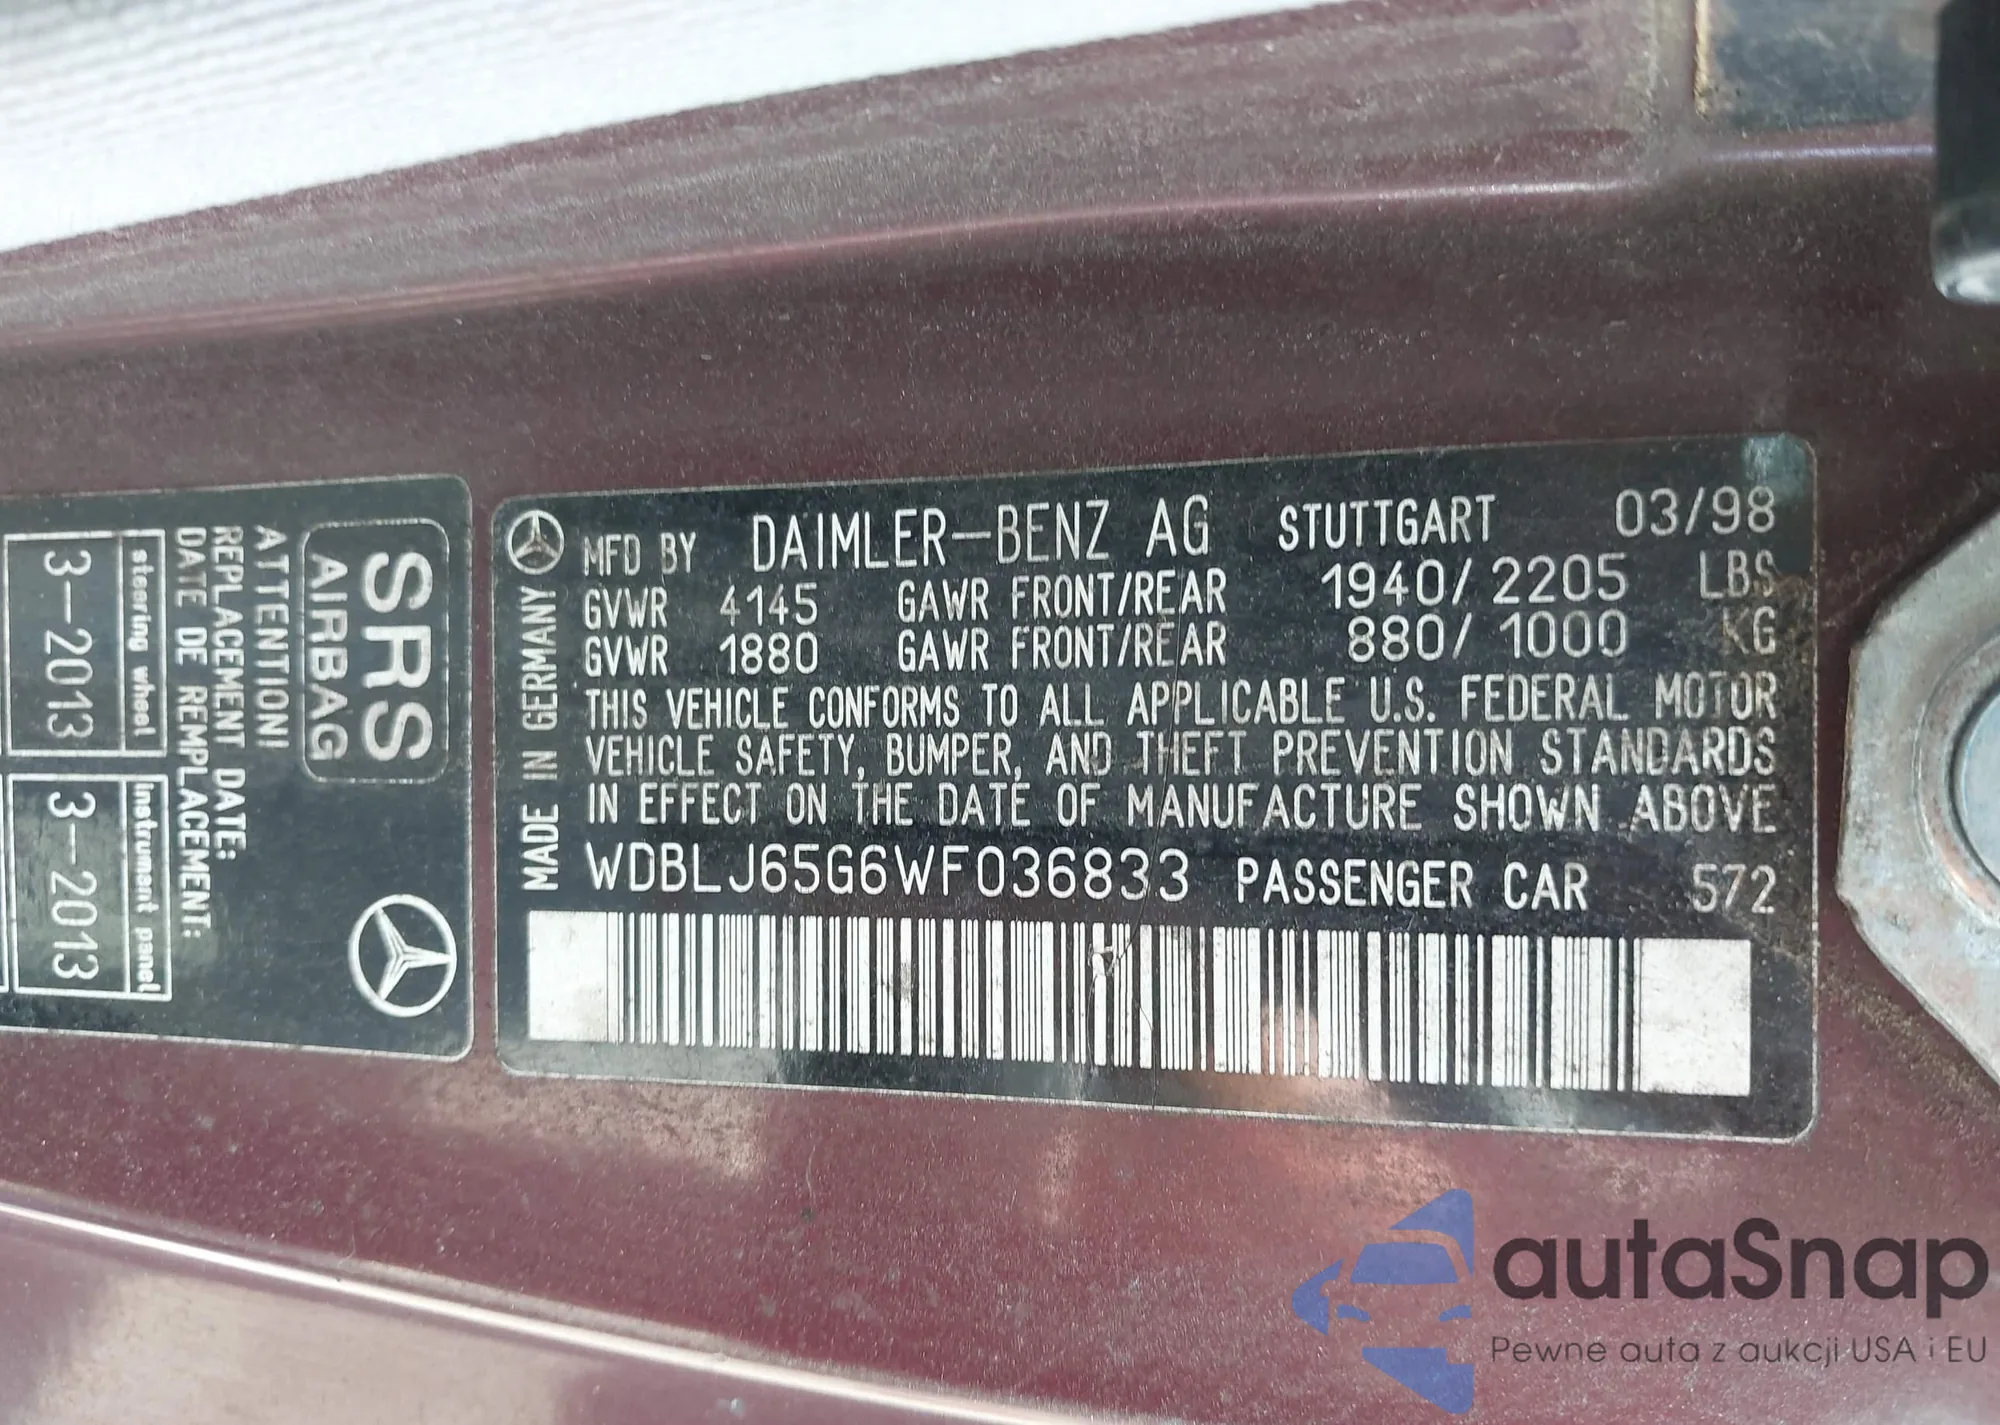 SRS
AIRBAG
ATTENTION!
REPLACEMENT DATE:
DATE DE REMPLACEMENT:
steering wheel
3-2013
instrument panel
3-2013
MADE IN GERMANY
MFD BY DAIMLER-BENZ AG STUTTGART 03/98
GVWR 4145 GAWR FRONT/REAR 1940/2205 LBS
GVWR 1880 GAWR FRONT/REAR 880/1000 KG
THIS VEHICLE CONFORMS TO ALL APPLICABLE U.S. FEDERAL MOTOR
VEHICLE SAFETY, BUMPER, AND THEFT PREVENTION STANDARDS
IN EFFECT ON THE DATE OF MANUFACTURE SHOWN ABOVE
WDBLJ65G6WF036833 PASSENGER CAR 572
autaSnap
Pewne auta z aukcji USA i EU